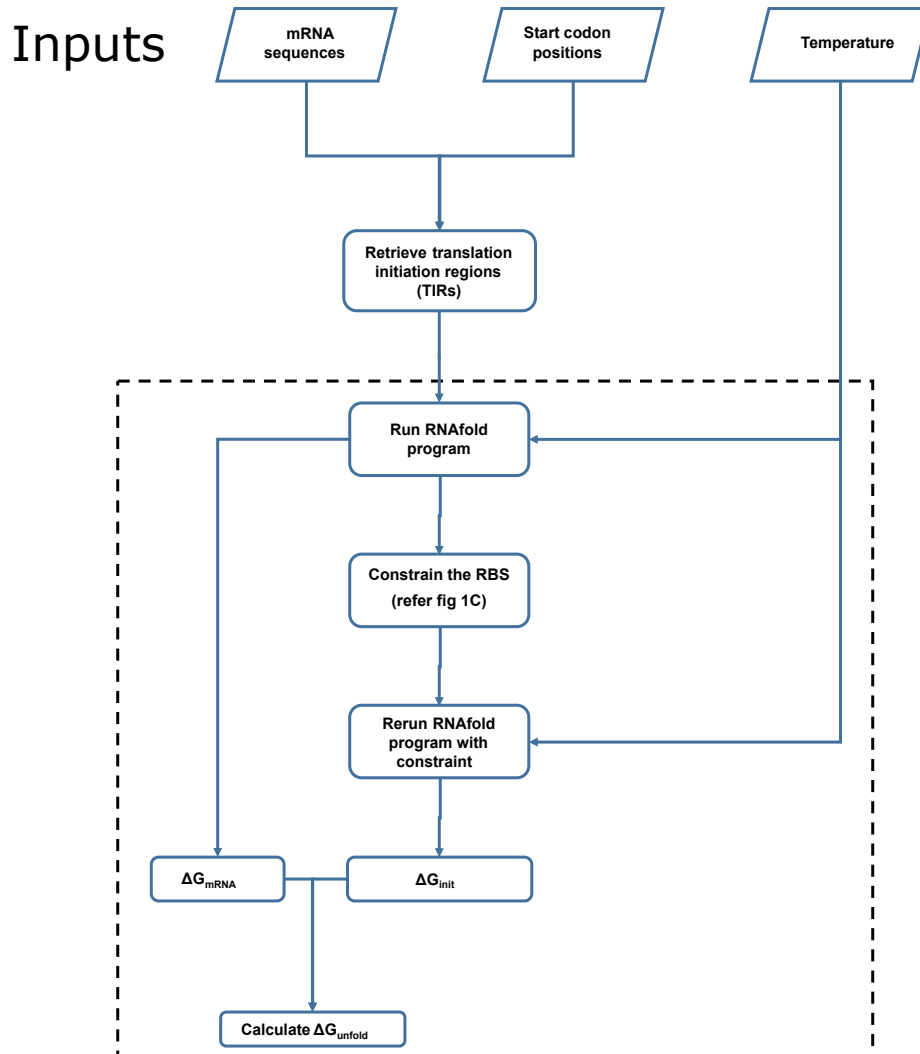 Inputs
mRNA
sequences
Start codon
positions
Temperature
Retrieve translation
initiation regions
(TIRs)
Run RNAfold
program
Constrain the RBS
(refer fig 1C)
Rerun RNAfold
program with
constraint
ΔGmRNA
ΔGinit
Calculate ΔGunfold